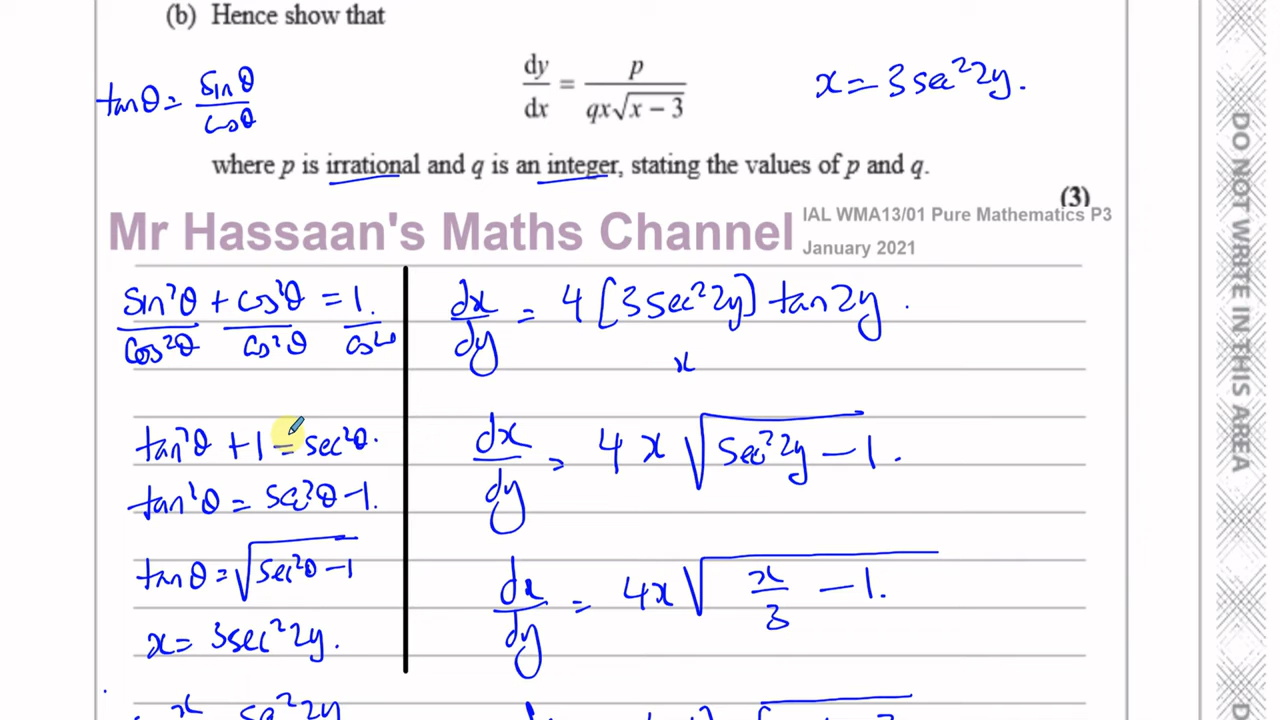 (b) Hence show that
tanθ = sinθ / cosθ
dy/dx = p / qx√(x − 3)
x = 3sec²2y.
where p is irrational and q is an integer, stating the values of p and q.
(3)
Mr Hassaan's Maths Channel
IAL WMA13/01 Pure Mathematics P3
January 2021
sin²θ/cos²θ + cos²θ/cos²θ = 1./cos²θ
tan²θ + 1 = sec²θ.
tan²θ = sec²θ − 1.
tanθ = √(sec²θ − 1)
x = 3sec²2y.
dx/dy = 4[3sec²2y] tan2y.
x
dx/dy = 4x √(sec²2y − 1.)
dx/dy = 4x √(x/3 − 1.)
DO NOT WRITE IN THIS AREA